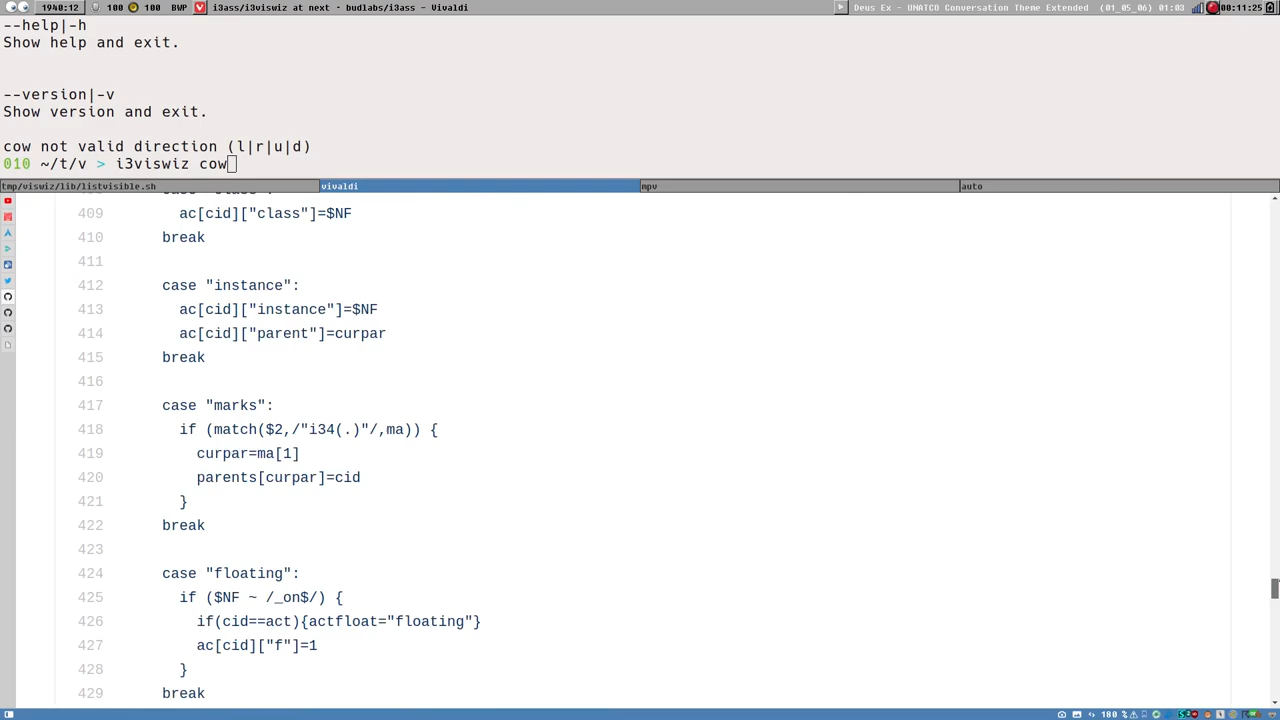 1940:12 100 100 BWP i3ass/i3viswiz at next · budlabs/i3ass - Vivaldi Deus Ex - UNATCO Conversation Theme Extended (01_05_06) 01:03 00:11:25
--help|-h
Show help and exit.
--version|-v
Show version and exit.
cow not valid direction (l|r|u|d)
010 ~/t/v > i3viswiz cow
tmp/viswiz/lib/listvisible.sh vivaldi mpv auto
409 ac[cid]["class"]=$NF
410 break
411
412 case "instance":
413 ac[cid]["instance"]=$NF
414 ac[cid]["parent"]=curpar
415 break
416
417 case "marks":
418 if (match($2,/"i34(.)"/,ma)) {
419 curpar=ma[1]
420 parents[curpar]=cid
421 }
422 break
423
424 case "floating":
425 if ($NF ~ /_on$/) {
426 if(cid==act){actfloat="floating"}
427 ac[cid]["f"]=1
428 }
429 break
180 %